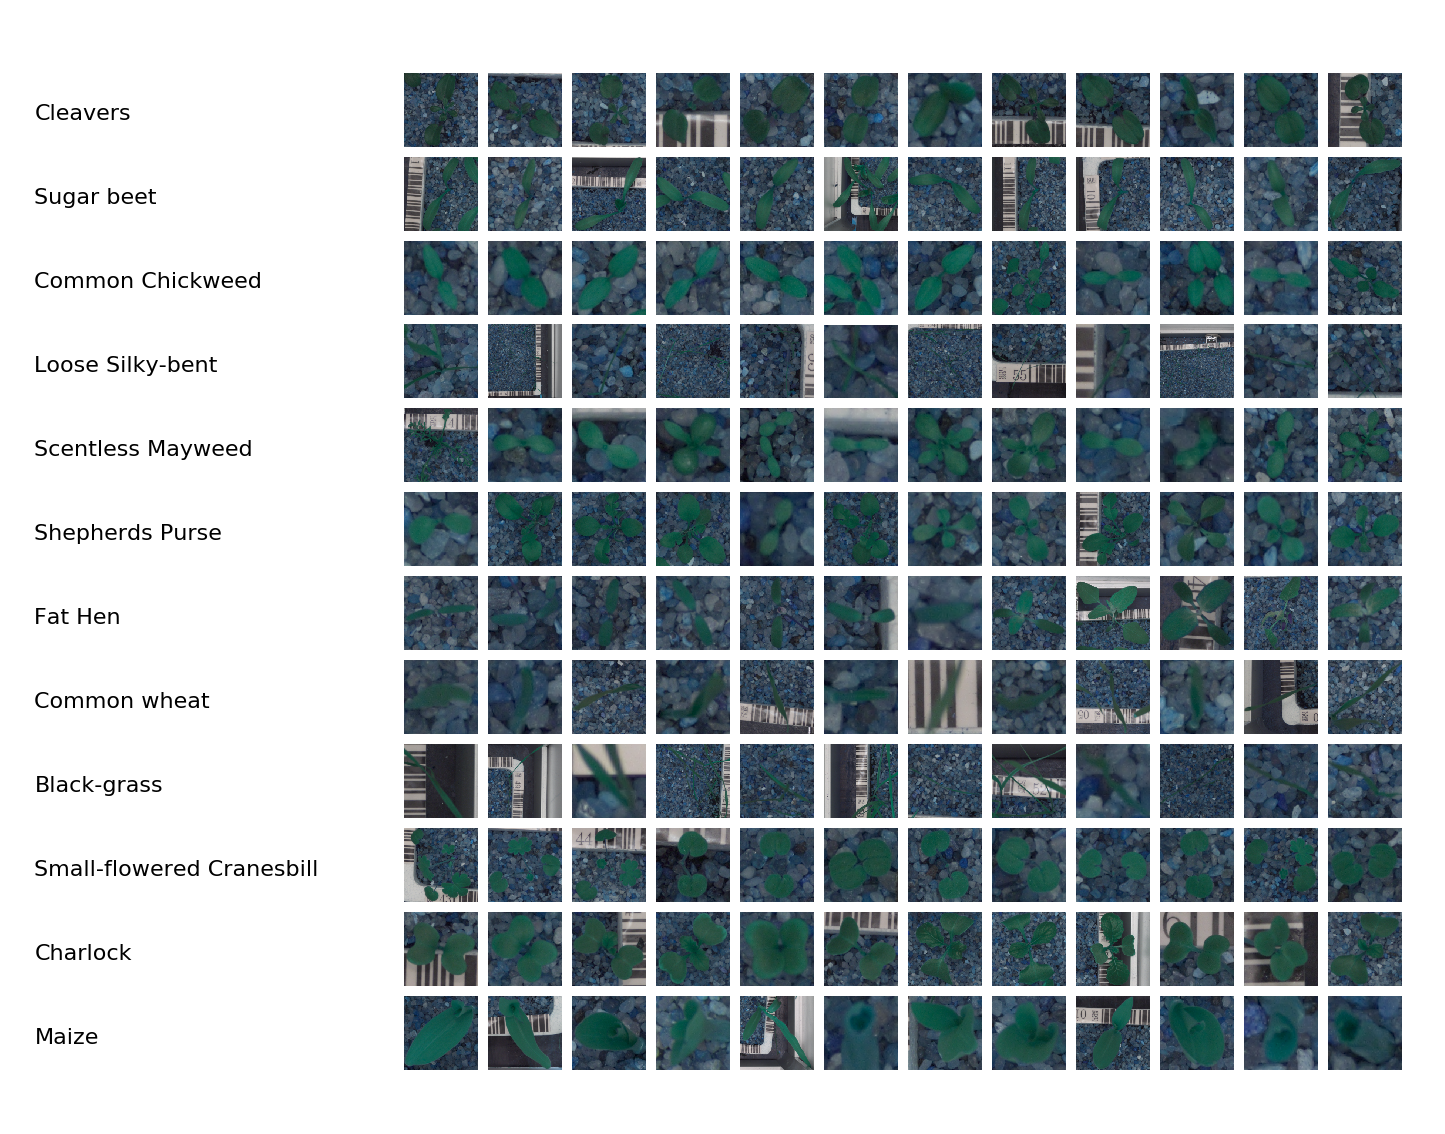 Cleavers
Sugar beet
Common Chickweed
Loose Silky-bent
Scentless Mayweed
Shepherds Purse
Fat Hen
Common wheat
Black-grass
Small-flowered Cranesbill
Charlock
Maize